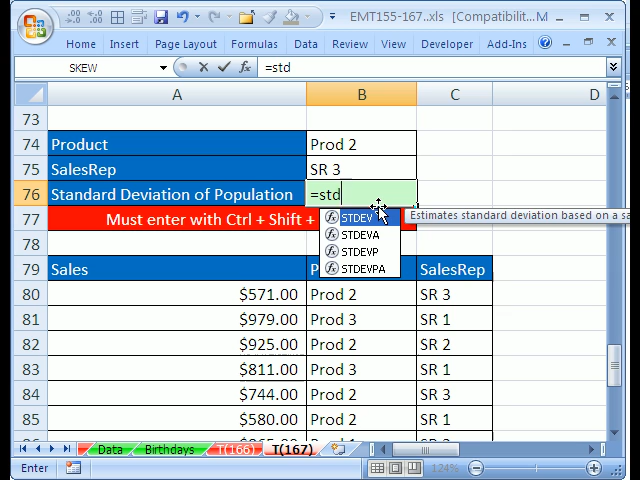 EMT155-167..xls [Compatibilit... M
Home Insert Page Layout Formulas Data Review View Developer Add-Ins
SKEW =std
A B C D
73
74 Product Prod 2
75 SalesRep SR 3
76 Standard Deviation of Population =std
77 Must enter with Ctrl + Shift +
STDEV Estimates standard deviation based on a sa
STDEVA
STDEVP
STDEVPA
78
79 Sales P SalesRep
80 $571.00 Prod 2 SR 3
81 $979.00 Prod 3 SR 1
82 $925.00 Prod 2 SR 2
83 $811.00 Prod 3 SR 1
84 $744.00 Prod 2 SR 3
85 $580.00 Prod 2 SR 1
Data Birthdays T(166) T(167)
Enter 124%